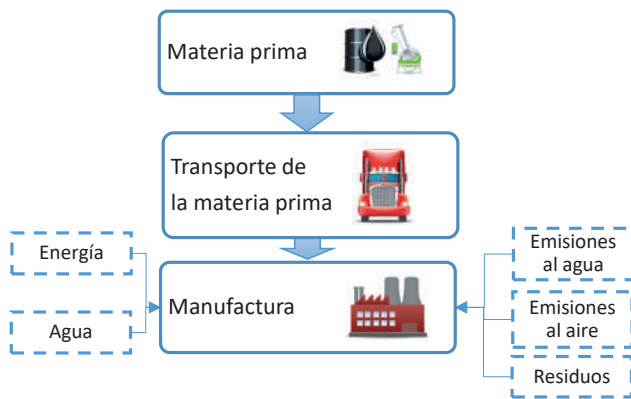 Materia prima
Transporte de
la materia prima
Energía
Agua
Manufactura
Emisiones
al agua
Emisiones
al aire
Residuos